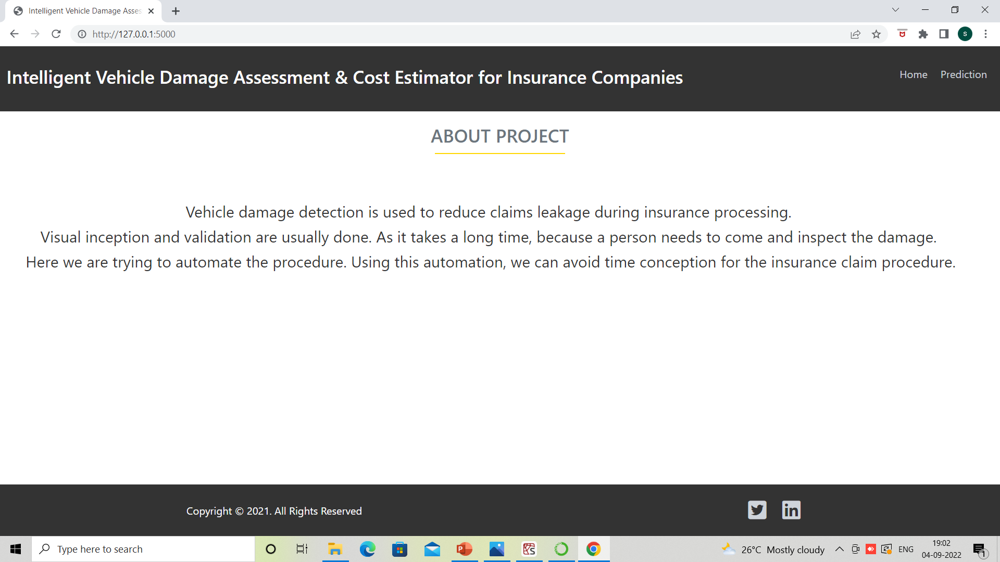 Intelligent Vehicle Damage Asses
http://127.0.0.1:5000
S
Intelligent Vehicle Damage Assessment & Cost Estimator for Insurance Companies
Home Prediction
ABOUT PROJECT
Vehicle damage detection is used to reduce claims leakage during insurance processing.
Visual inception and validation are usually done. As it takes a long time, because a person needs to come and inspect the damage.
Here we are trying to automate the procedure. Using this automation, we can avoid time conception for the insurance claim procedure.
Copyright © 2021. All Rights Reserved
in
Type here to search
26°C Mostly cloudy
ENG
19:02
04-09-2022
1